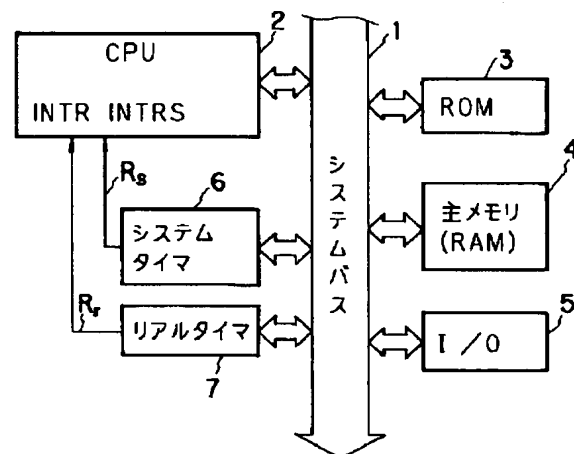 2
1
CPU
3
INTR INTRS
ROM
4
Rs
6
システム
タイマ
システムバス
主メモリ
(RAM)
Rr
リアルタイマ
5
I/O
7